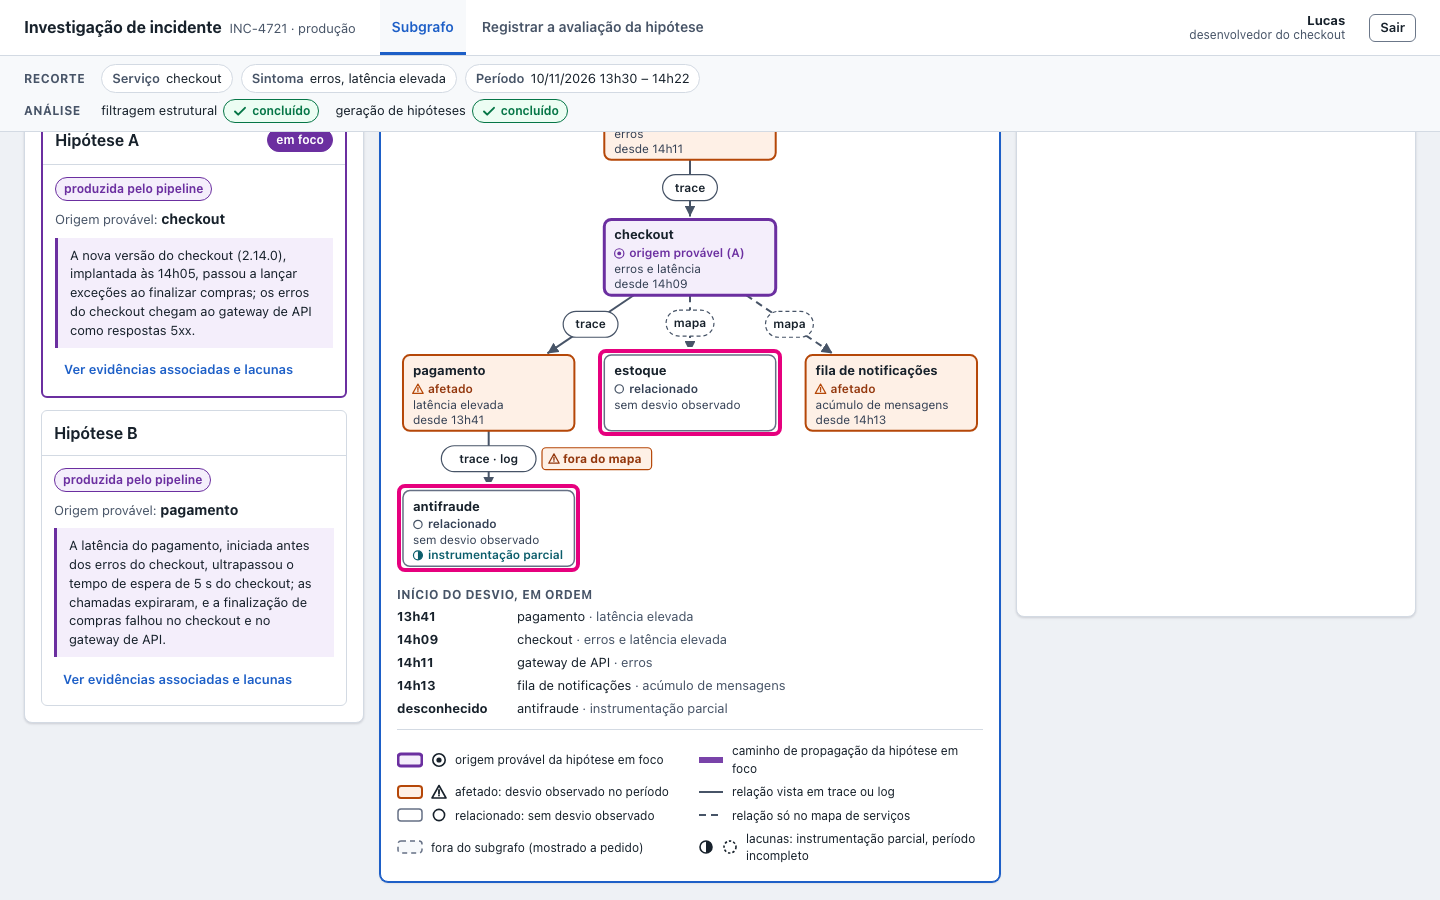 Investigação de incidente INC-4721 · produção
Subgrafo
Registrar a avaliação da hipótese
Lucas
desenvolvedor do checkout
Sair
RECORTE
Serviço checkout
Sintoma erros, latência elevada
Período 10/11/2026 13h30 – 14h22
ANÁLISE
filtragem estrutural
concluído
geração de hipóteses
concluído
Hipótese A
em foco
produzida pelo pipeline
Origem provável: checkout
A nova versão do checkout (2.14.0),
implantada às 14h05, passou a lançar
exceções ao finalizar compras; os erros
do checkout chegam ao gateway de API
como respostas 5xx.
Ver evidências associadas e lacunas
Hipótese B
produzida pelo pipeline
Origem provável: pagamento
A latência do pagamento, iniciada antes
dos erros do checkout, ultrapassou o
tempo de espera de 5 s do checkout; as
chamadas expiraram, e a finalização de
compras falhou no checkout e no
gateway de API.
Ver evidências associadas e lacunas
erros
desde 14h11
trace
checkout
origem provável (A)
erros e latência
desde 14h09
trace
mapa
mapa
pagamento
afetado
latência elevada
desde 13h41
estoque
relacionado
sem desvio observado
fila de notificações
afetado
acúmulo de mensagens
desde 14h13
trace · log
fora do mapa
antifraude
relacionado
sem desvio observado
instrumentação parcial
INÍCIO DO DESVIO, EM ORDEM
13h41 pagamento · latência elevada
14h09 checkout · erros e latência elevada
14h11 gateway de API · erros
14h13 fila de notificações · acúmulo de mensagens
desconhecido antifraude · instrumentação parcial
origem provável da hipótese em foco
caminho de propagação da hipótese em
foco
afetado: desvio observado no período
relação vista em trace ou log
relacionado: sem desvio observado
relação só no mapa de serviços
fora do subgrafo (mostrado a pedido)
lacunas: instrumentação parcial, período
incompleto